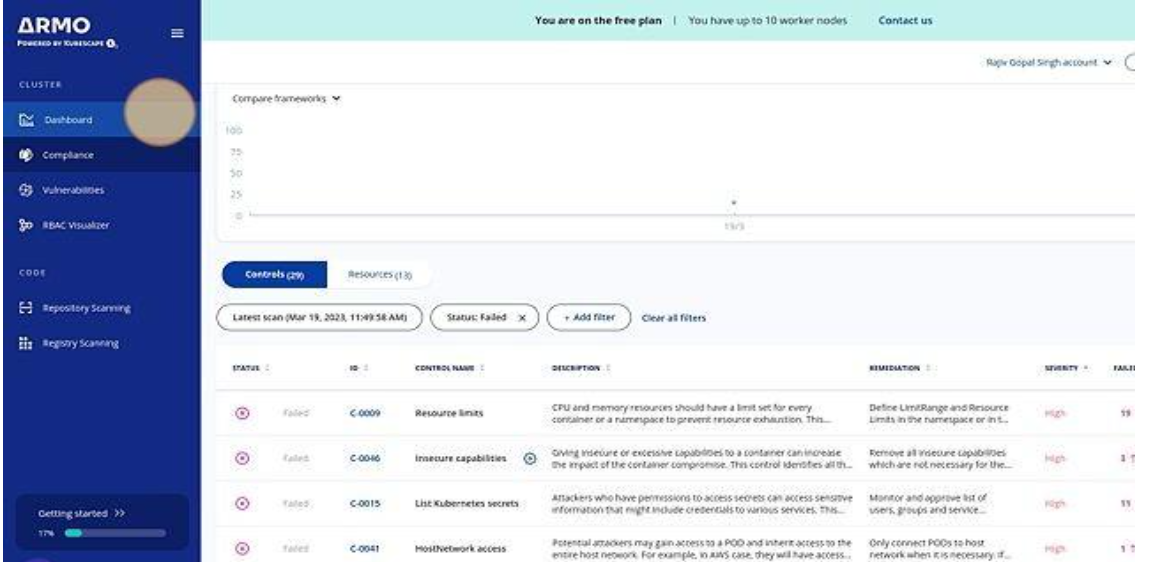 ARMO
POWERED BY KUBESCAPE
You are on the free plan | You have up to 10 worker nodes Contact us
Rajiv Gopal Singh account
CLUSTER
Dashboard
Compliance
Vulnerabilities
RBAC Visualizer
CODE
Repository Scanning
Registry Scanning
Getting started >>
17%
Compare frameworks
100
75
50
25
0
19/3
Controls (29) Resources (13)
Latest scan (Mar 19, 2023, 11:49:58 AM) Status: Failed × + Add filter Clear all filters
STATUS ID CONTROL NAME DESCRIPTION REMEDIATION SEVERITY FAILE
Failed C-0009 Resource limits CPU and memory resources should have a limit set for every Define LimitRange and Resource High 19
container or a namespace to prevent resource exhaustion. This... Limits in the namespace or in t...
Failed C-0046 Insecure capabilities Giving insecure or excessive capabilities to a container can increase Remove all insecure capabilities High
the impact of the container compromise. This control identifies all th... which are not necessary for the...
Failed C-0015 List Kubernetes secrets Attackers who have permissions to access secrets can access sensitive Monitor and approve list of High 11
information that might include credentials to various services. This... users, groups and service...
Failed C-0041 HostNetwork access Potential attackers may gain access to a POD and inherit access to the Only connect PODs to host High 1 ↑
entire host network. For example, in AWS case, they will have access... network when it is necessary. If...